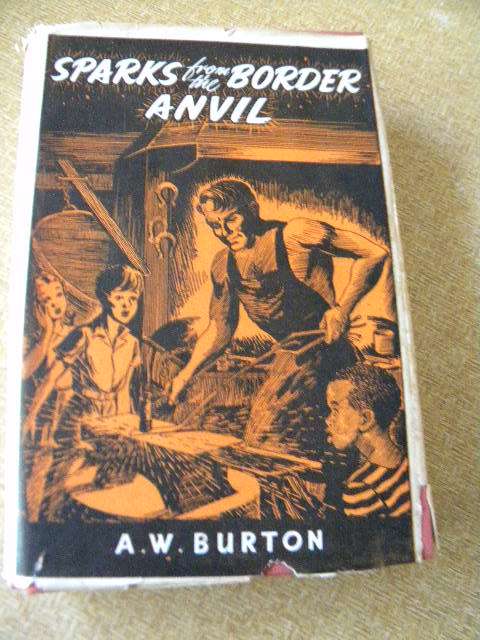 SPARKS from the BORDER
ANVIL
A.W. BURTON